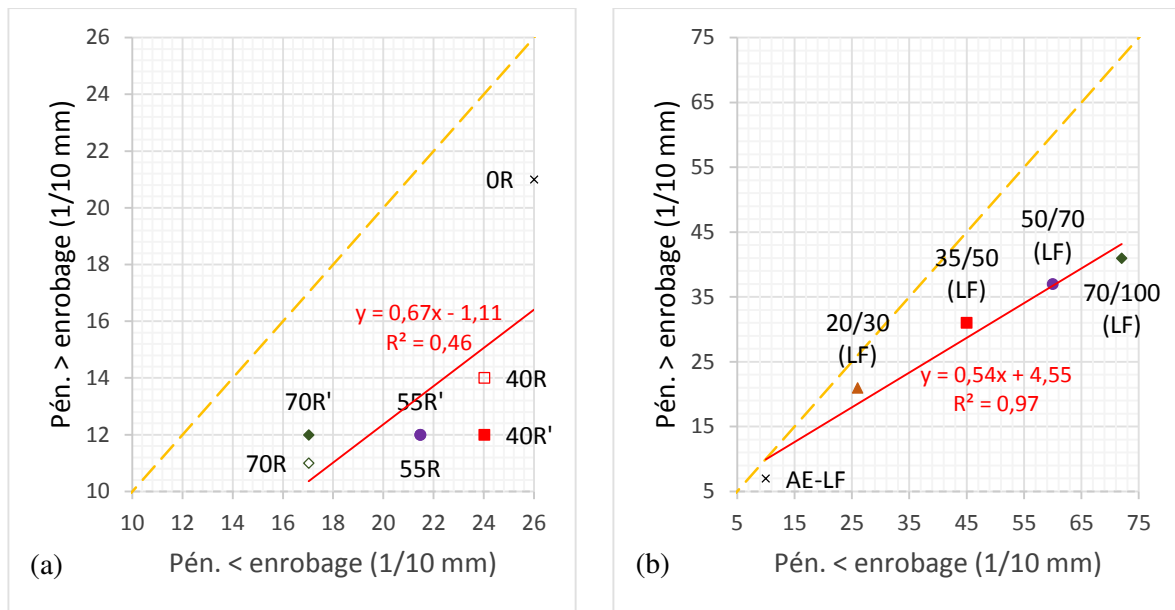 26
24
22
20
18
16
14
12
10
Pén. > enrobage (1/10 mm)
0R
y = 0,67x - 1,11
R² = 0,46
40R
70R'
55R'
40R'
70R
55R
10
12
14
16
18
20
22
24
26
(a)
Pén. < enrobage (1/10 mm)
75
65
55
45
35
25
15
5
Pén. > enrobage (1/10 mm)
50/70
(LF)
35/50
(LF)
70/100
(LF)
20/30
(LF)
y = 0,54x + 4,55
R² = 0,97
AE-LF
5
15
25
35
45
55
65
75
(b)
Pén. < enrobage (1/10 mm)